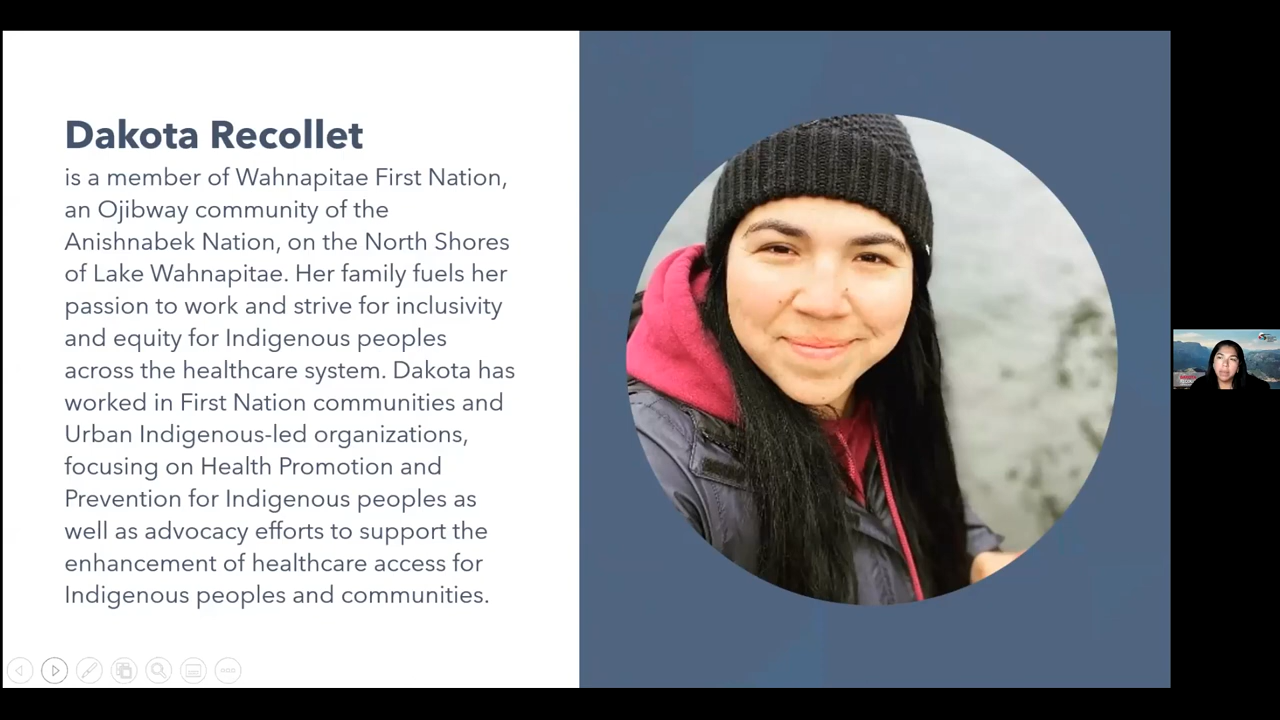 Dakota Recollet
is a member of Wahnapitae First Nation,
an Ojibway community of the
Anishnabek Nation, on the North Shores
of Lake Wahnapitae. Her family fuels her
passion to work and strive for inclusivity
and equity for Indigenous peoples
across the healthcare system. Dakota has
worked in First Nation communities and
Urban Indigenous-led organizations,
focusing on Health Promotion and
Prevention for Indigenous peoples as
well as advocacy efforts to support the
enhancement of healthcare access for
Indigenous peoples and communities.